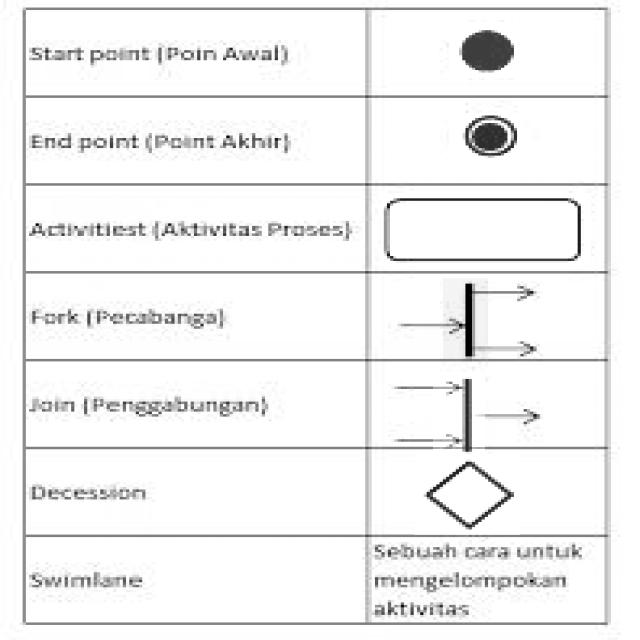 Start point (Poin Awal)
End point (Point Akhir)
Activitiest (Aktivitas Proses)
Fork (Pecabanga)
Join (Penggabungan)
Decession
Swimlane
Sebuah cara untuk
mengelompokan
aktivitas